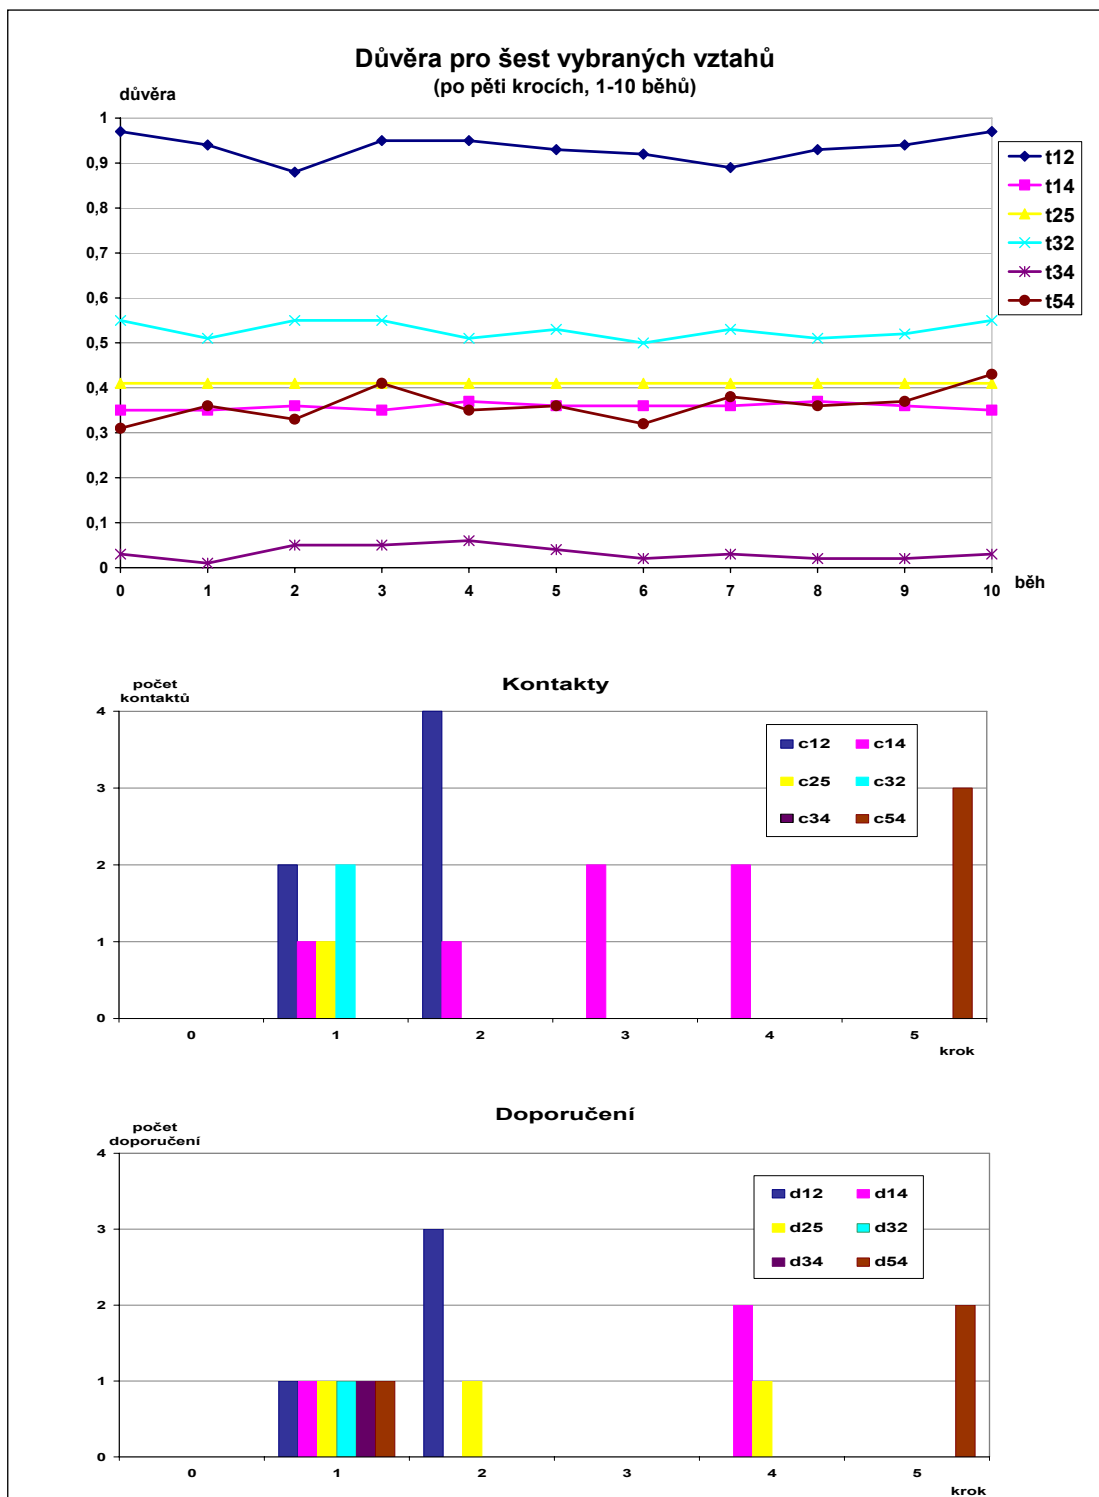 Důvěra pro šest vybraných vztahů
(po pěti krocích, 1-10 běhů)
důvěra
1
0,9
0,8
0,7
0,6
0,5
0,4
0,3
0,2
0,1
0
0 1 2 3 4 5 6 7 8 9 10
běh
t12
t14
t25
t32
t34
t54
Kontakty
počet
kontaktů
4
3
2
1
0
0 1 2 3 4 5
krok
c12 c14
c25 c32
c34 c54
Doporučení
počet
doporučení
4
3
2
1
0
0 1 2 3 4 5
krok
d12 d14
d25 d32
d34 d54